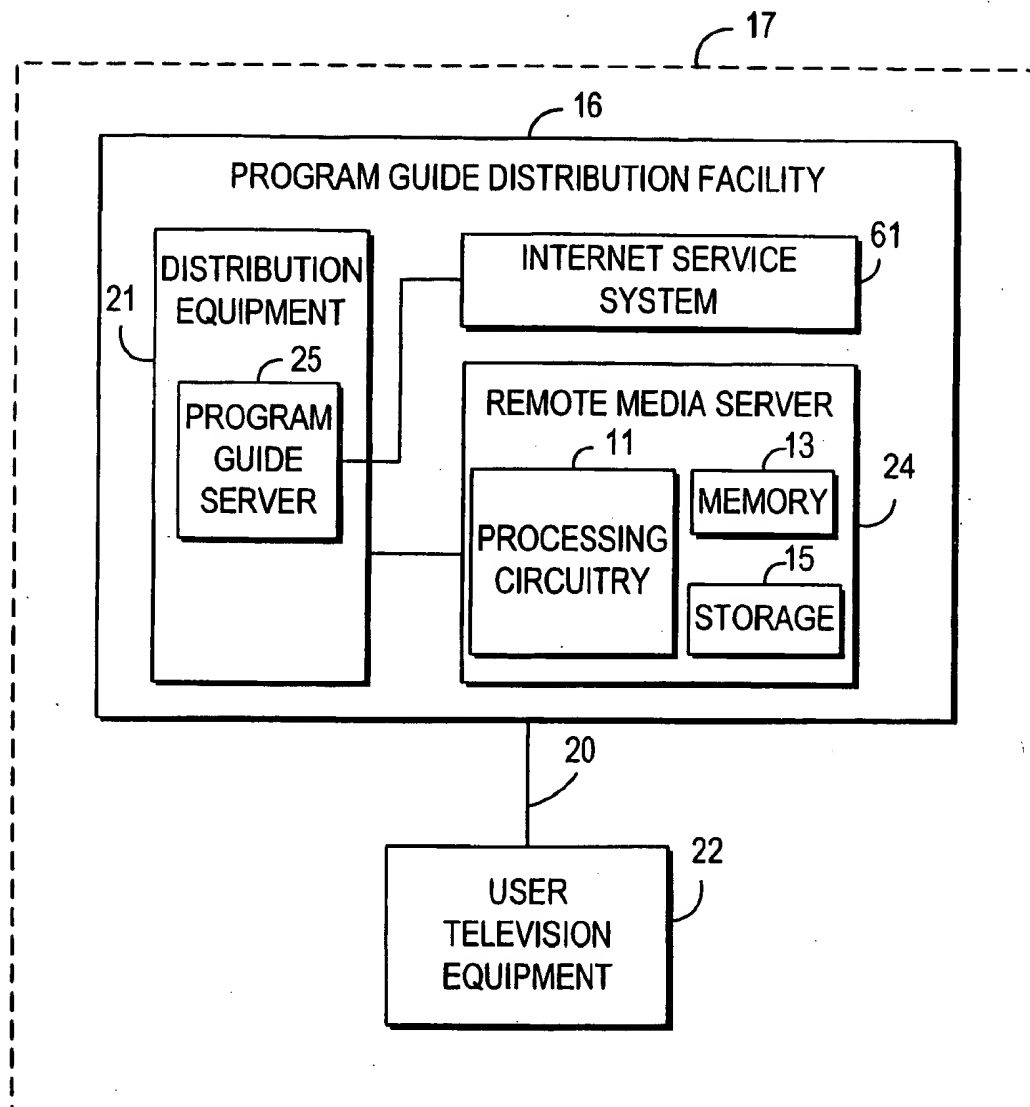 17
16
PROGRAM GUIDE DISTRIBUTION FACILITY
DISTRIBUTION
EQUIPMENT
21
25
PROGRAM
GUIDE
SERVER
INTERNET SERVICE
SYSTEM
61
REMOTE MEDIA SERVER
11
PROCESSING
CIRCUITRY
13
MEMORY
24
15
STORAGE
20
22
USER
TELEVISION
EQUIPMENT